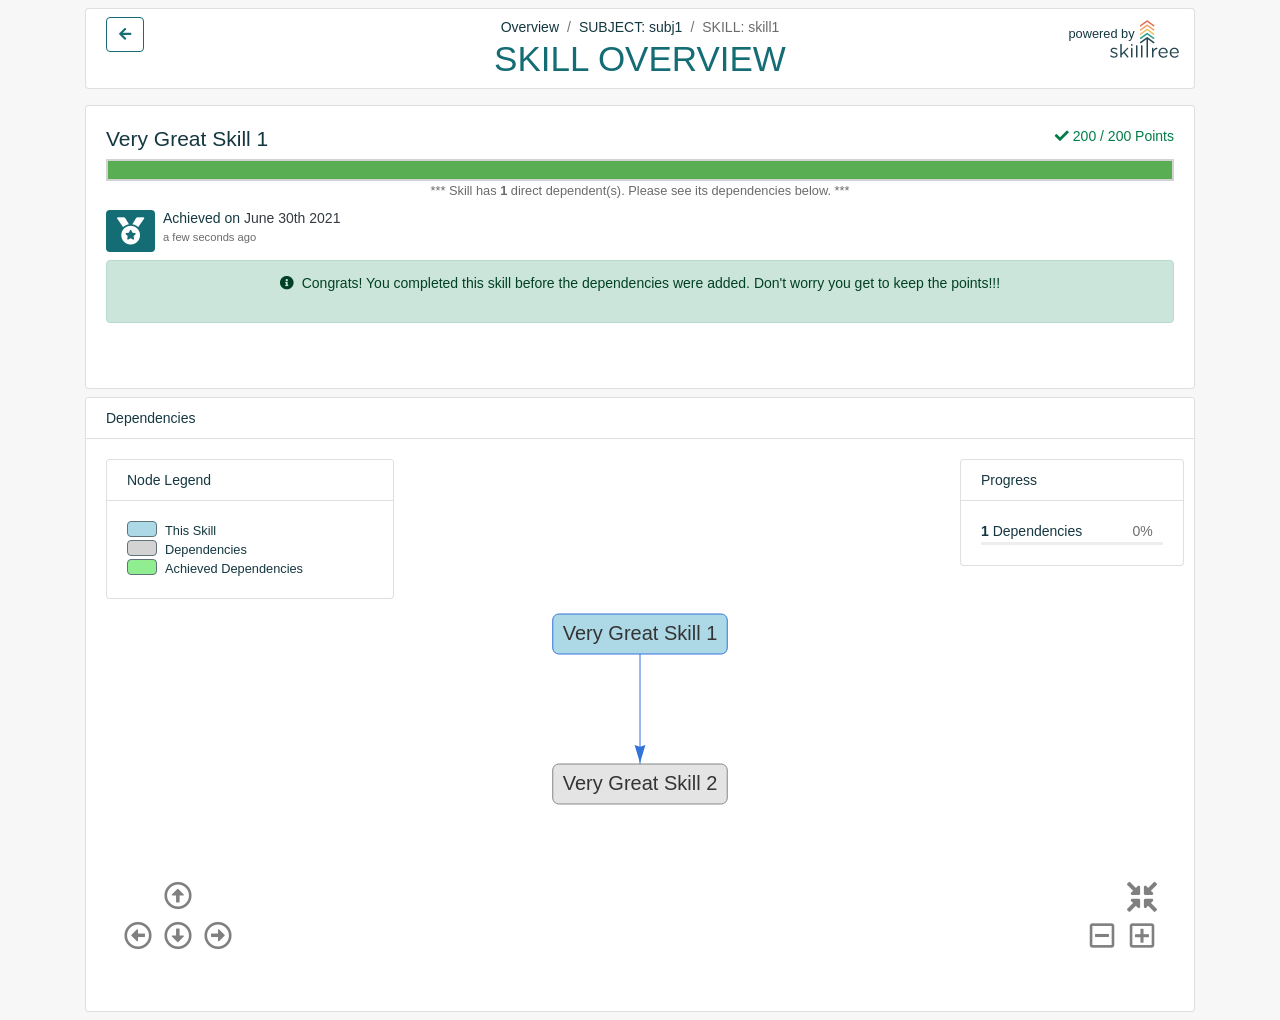 Overview / SUBJECT: subj1 / SKILL: skill1
SKILL OVERVIEW
powered by
skilltree
Very Great Skill 1
200 / 200 Points
*** Skill has 1 direct dependent(s). Please see its dependencies below. ***
Achieved on June 30th 2021
a few seconds ago
Congrats! You completed this skill before the dependencies were added. Don't worry you get to keep the points!!!
Dependencies
Node Legend
This Skill
Dependencies
Achieved Dependencies
Progress
1 Dependencies 0%
Very Great Skill 1
Very Great Skill 2